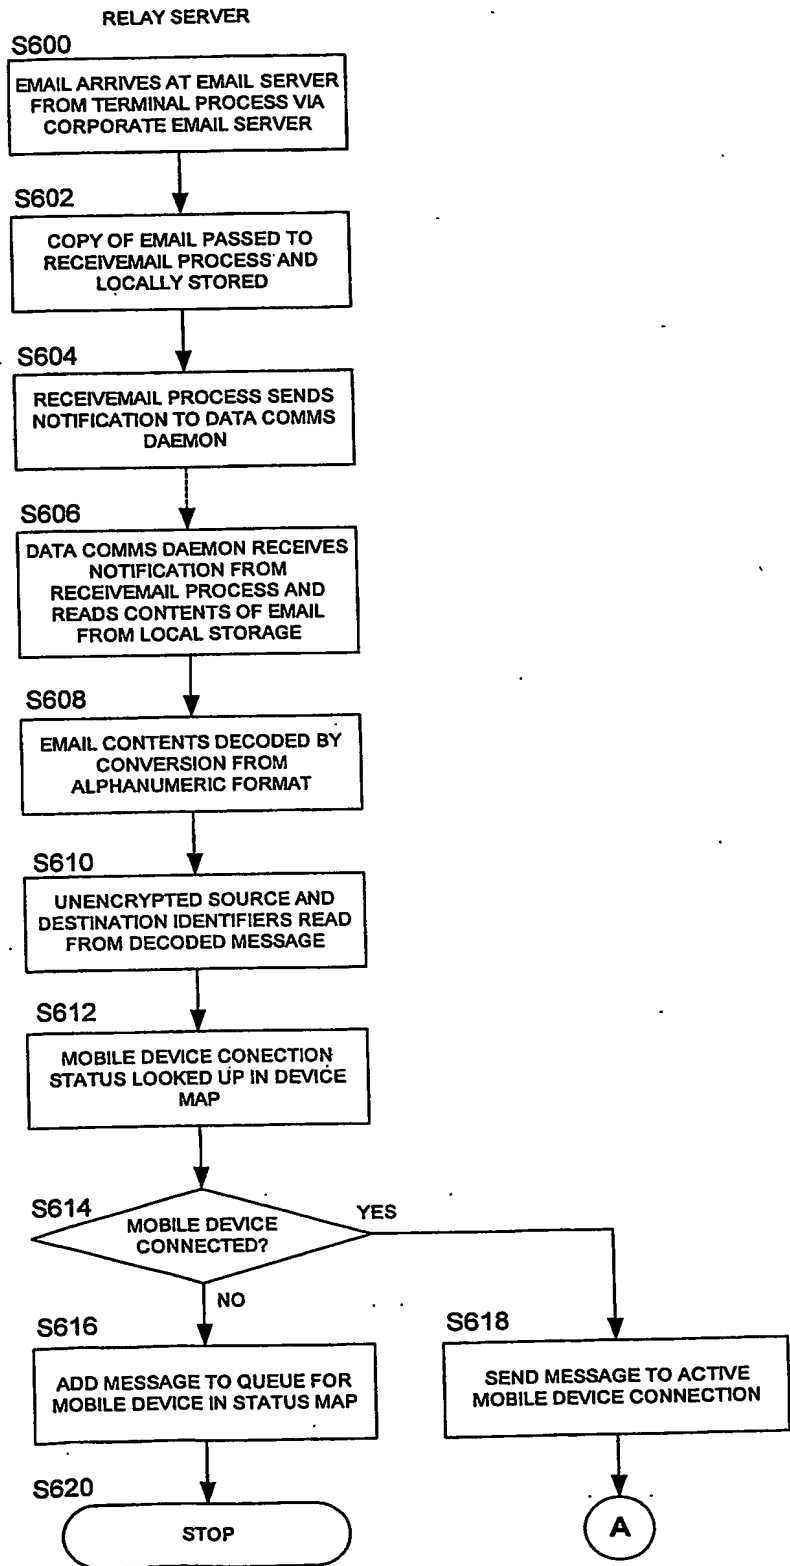 RELAY SERVER
S600
EMAIL ARRIVES AT EMAIL SERVER
FROM TERMINAL PROCESS VIA
CORPORATE EMAIL SERVER
S602
COPY OF EMAIL PASSED TO
RECEIVEMAIL PROCESS AND
LOCALLY STORED
S604
RECEIVEMAIL PROCESS SENDS
NOTIFICATION TO DATA COMMS
DAEMON
S606
DATA COMMS DAEMON RECEIVES
NOTIFICATION FROM
RECEIVEMAIL PROCESS AND
READS CONTENTS OF EMAIL
FROM LOCAL STORAGE
S608
EMAIL CONTENTS DECODED BY
CONVERSION FROM
ALPHANUMERIC FORMAT
S610
UNENCRYPTED SOURCE AND
DESTINATION IDENTIFIERS READ
FROM DECODED MESSAGE
S612
MOBILE DEVICE CONECTION
STATUS LOOKED UP IN DEVICE
MAP
S614
MOBILE DEVICE
CONNECTED?
YES
NO
S616
ADD MESSAGE TO QUEUE FOR
MOBILE DEVICE IN STATUS MAP
S618
SEND MESSAGE TO ACTIVE
MOBILE DEVICE CONNECTION
S620
STOP
A